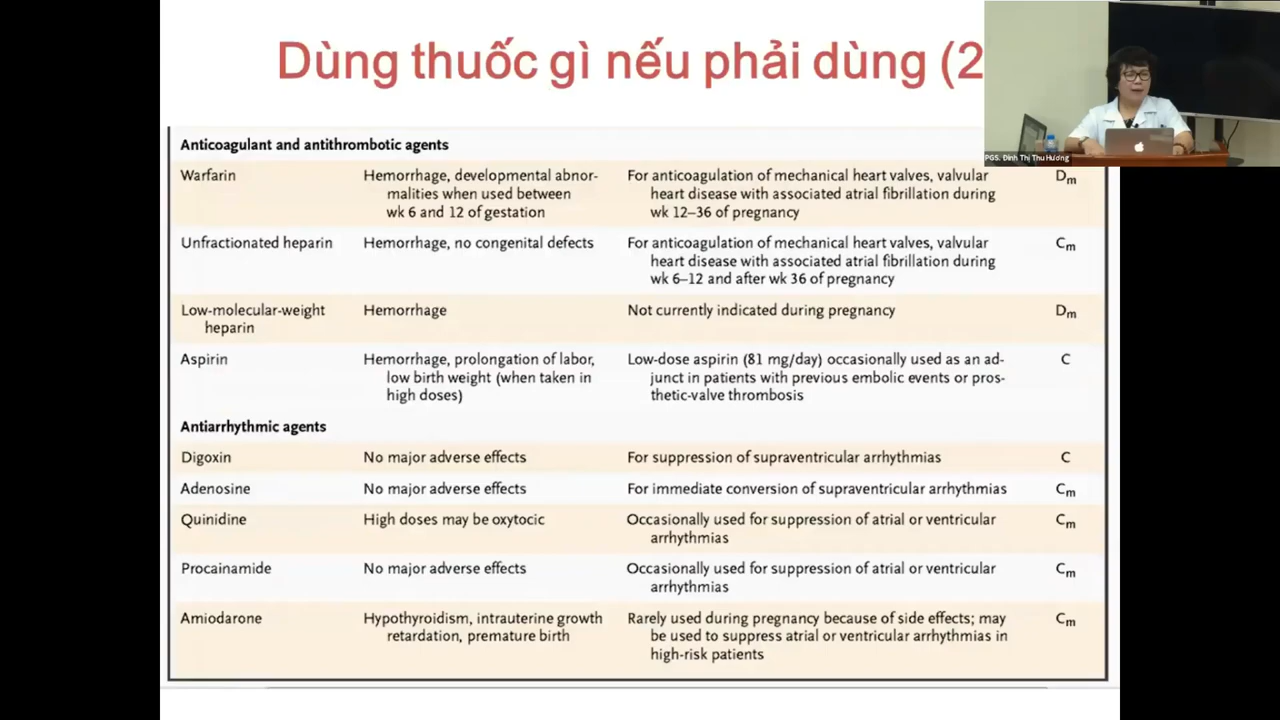 Dùng thuốc gì nếu phải dùng (2
PGS. Đinh Thị Thu Hương
Anticoagulant and antithrombotic agents
Warfarin Hemorrhage, developmental abnor- For anticoagulation of mechanical heart valves, valvular Dm
malities when used between heart disease with associated atrial fibrillation during
wk 6 and 12 of gestation wk 12–36 of pregnancy
Unfractionated heparin Hemorrhage, no congenital defects For anticoagulation of mechanical heart valves, valvular Cm
heart disease with associated atrial fibrillation during
wk 6–12 and after wk 36 of pregnancy
Low-molecular-weight Hemorrhage Not currently indicated during pregnancy Dm
heparin
Aspirin Hemorrhage, prolongation of labor, Low-dose aspirin (81 mg/day) occasionally used as an ad- C
low birth weight (when taken in junct in patients with previous embolic events or pros-
high doses) thetic-valve thrombosis
Antiarrhythmic agents
Digoxin No major adverse effects For suppression of supraventricular arrhythmias C
Adenosine No major adverse effects For immediate conversion of supraventricular arrhythmias Cm
Quinidine High doses may be oxytocic Occasionally used for suppression of atrial or ventricular Cm
arrhythmias
Procainamide No major adverse effects Occasionally used for suppression of atrial or ventricular Cm
arrhythmias
Amiodarone Hypothyroidism, intrauterine growth Rarely used during pregnancy because of side effects; may Cm
retardation, premature birth be used to suppress atrial or ventricular arrhythmias in
high-risk patients